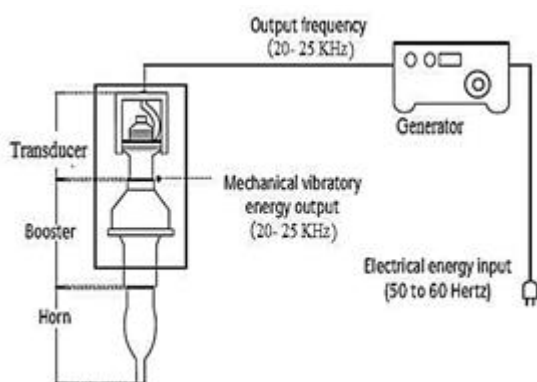 Output frequency
(20- 25 KHz)
Generator
Transducer
Mechanical vibratory
energy output
(20- 25 KHz)
Booster
Electrical energy input
(50 to 60 Hertz)
Horn